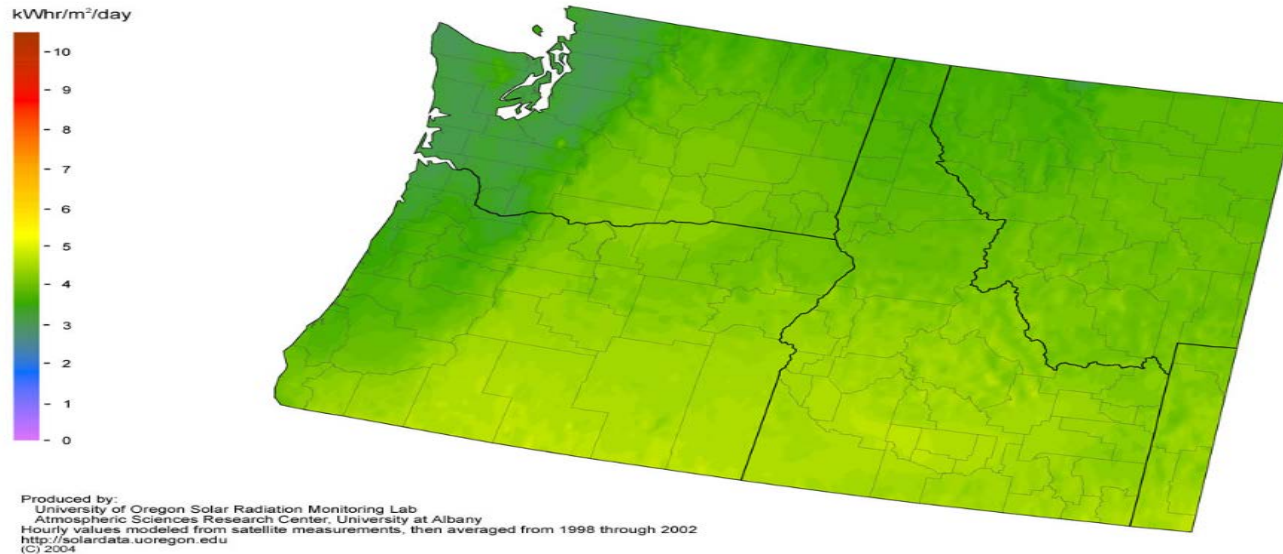 kWhr/m²/day
10
9
8
7
6
5
4
3
2
1
0
Produced by:
University of Oregon Solar Radiation Monitoring Lab
Atmospheric Sciences Research Center, University at Albany
Hourly values modeled from satellite measurements, then averaged from 1998 through 2002
http://solardata.uoregon.edu
(C) 2004